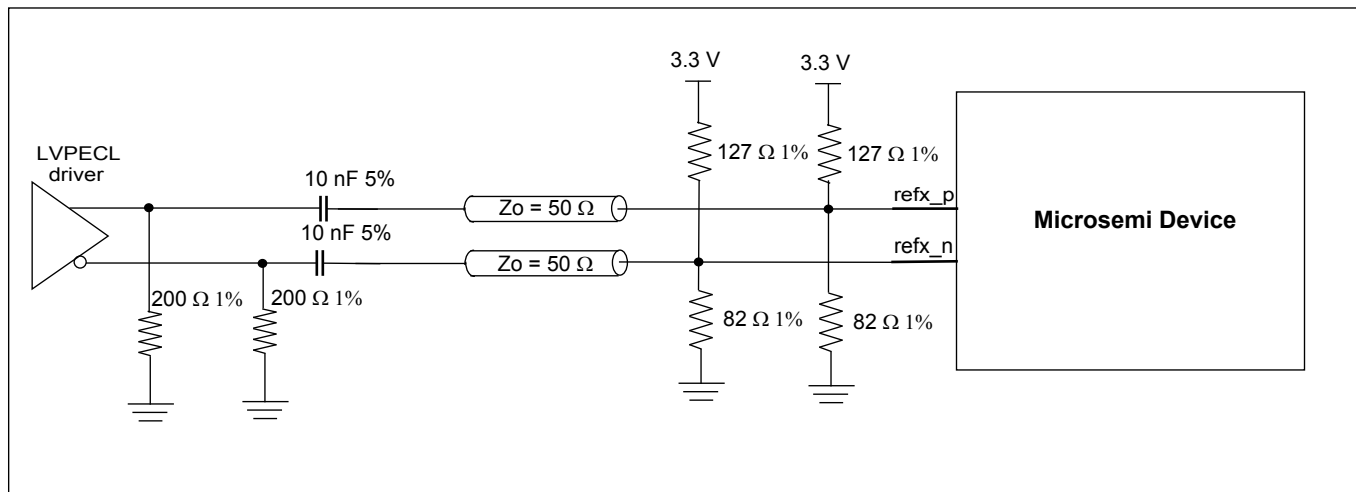 3.3 V
3.3 V
LVPECL
driver
127 Ω 1%
127 Ω 1%
10 nF 5%
Zo = 50 Ω
refx_p
Microsemi Device
10 nF 5%
Zo = 50 Ω
refx_n
200 Ω 1%
200 Ω 1%
82 Ω 1%
82 Ω 1%